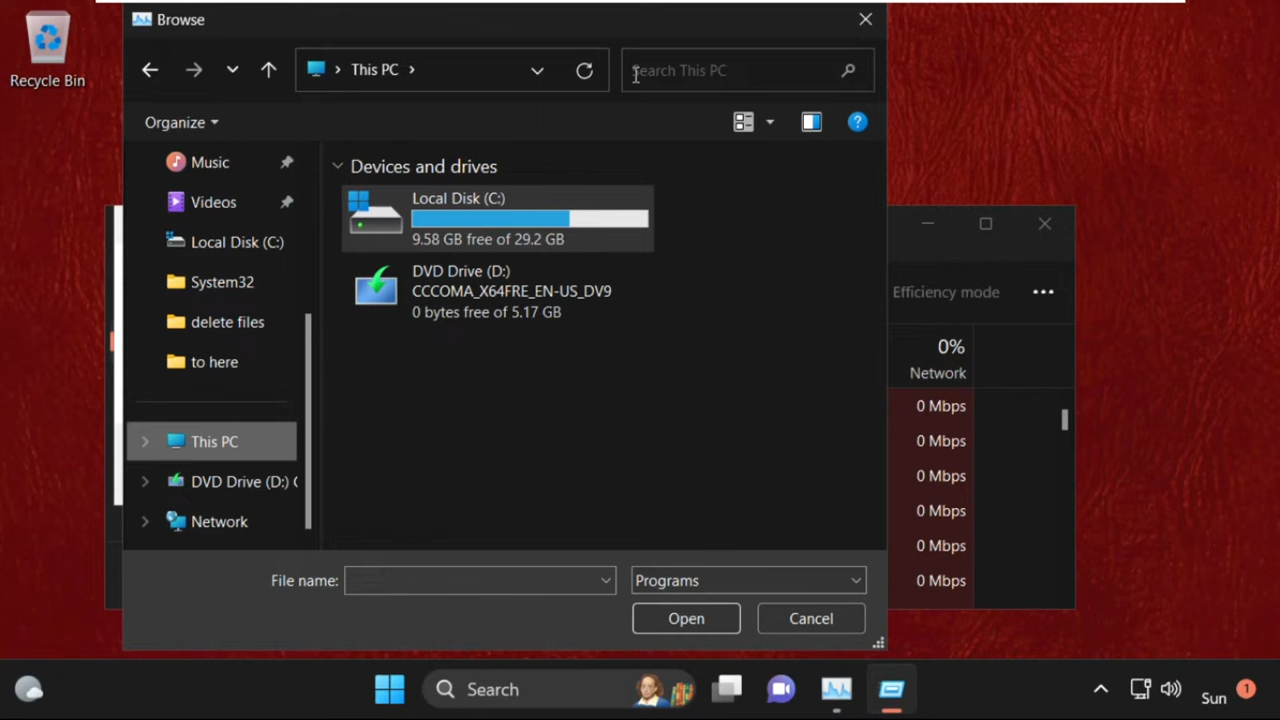 Recycle Bin
Browse
This PC
Search This PC
Organize
Music
Videos
Local Disk (C:)
System32
delete files
to here
This PC
DVD Drive (D:) C
Network
Devices and drives
Local Disk (C:)
9.58 GB free of 29.2 GB
DVD Drive (D:)
CCCOMA_X64FRE_EN-US_DV9
0 bytes free of 5.17 GB
File name:
Programs
Open
Cancel
Efficiency mode
0%
Network
0 Mbps
0 Mbps
0 Mbps
0 Mbps
0 Mbps
0 Mbps
Search
Sun
1